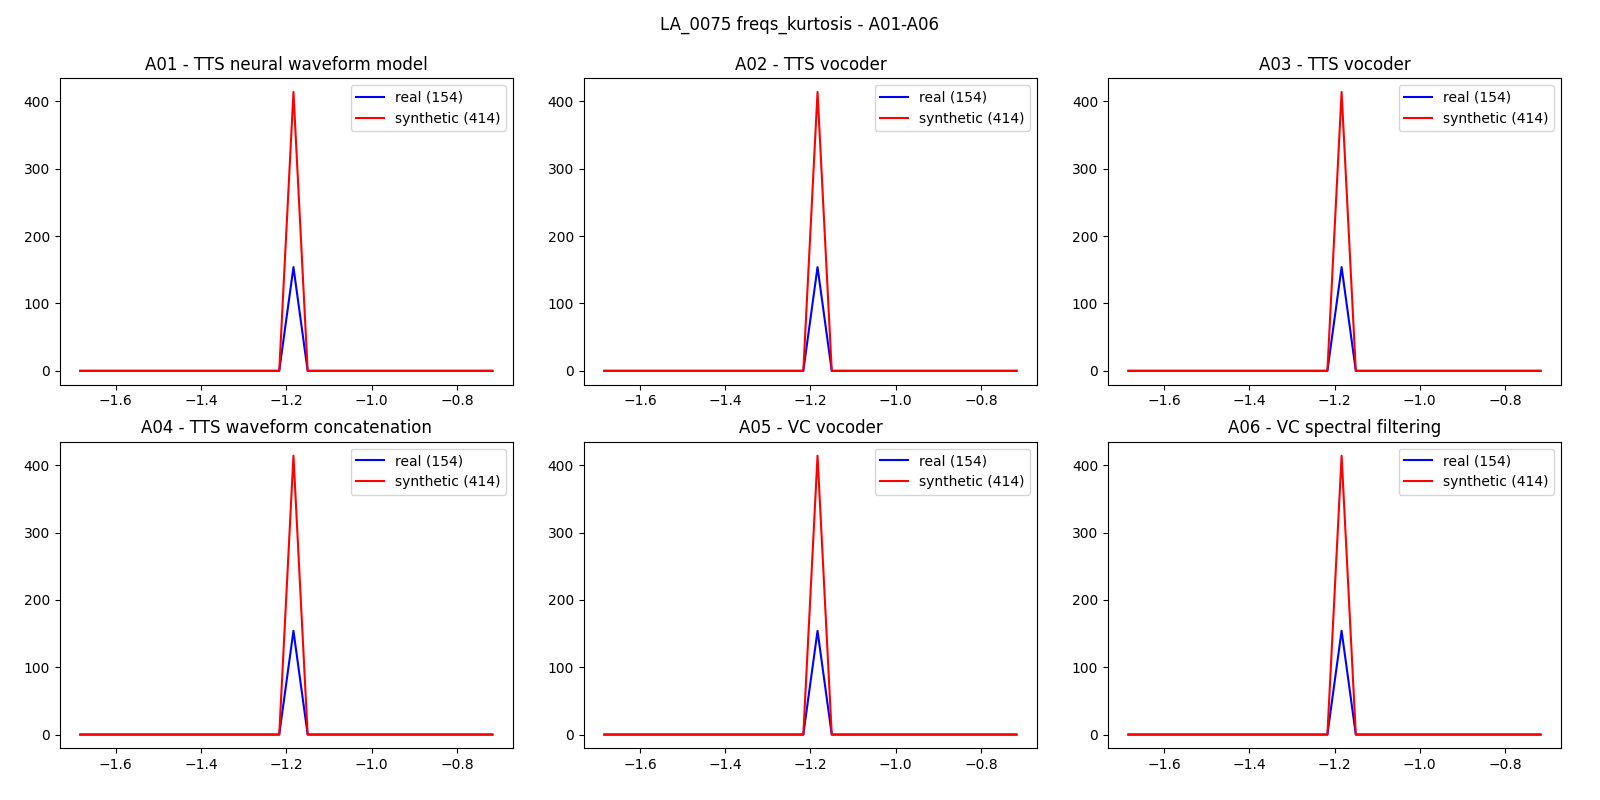 LA_0075 freqs_kurtosis - A01-A06
A01 - TTS neural waveform model
real (154)
synthetic (414)
400
300
200
100
0
−1.6 −1.4 −1.2 −1.0 −0.8
A02 - TTS vocoder
real (154)
synthetic (414)
400
300
200
100
0
−1.6 −1.4 −1.2 −1.0 −0.8
A03 - TTS vocoder
real (154)
synthetic (414)
400
300
200
100
0
−1.6 −1.4 −1.2 −1.0 −0.8
A04 - TTS waveform concatenation
real (154)
synthetic (414)
400
300
200
100
0
−1.6 −1.4 −1.2 −1.0 −0.8
A05 - VC vocoder
real (154)
synthetic (414)
400
300
200
100
0
−1.6 −1.4 −1.2 −1.0 −0.8
A06 - VC spectral filtering
real (154)
synthetic (414)
400
300
200
100
0
−1.6 −1.4 −1.2 −1.0 −0.8